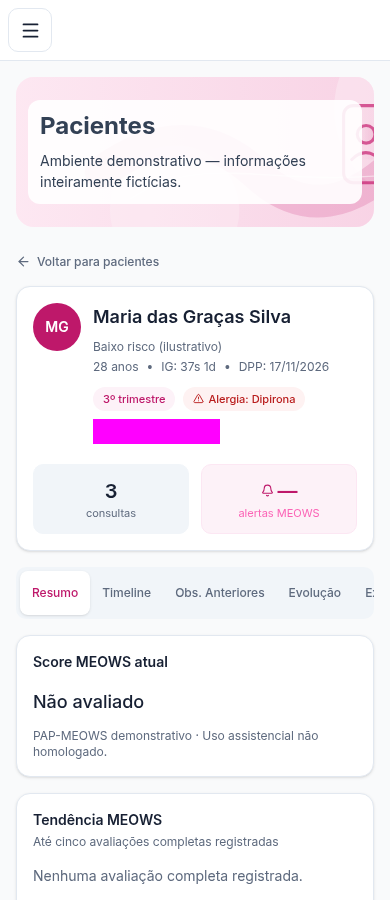 Pacientes
Ambiente demonstrativo — informações
inteiramente fictícias.
Voltar para pacientes
MG
Maria das Graças Silva
Baixo risco (ilustrativo)
28 anos • IG: 37s 1d • DPP: 17/11/2026
3º trimestre
Alergia: Dipirona
3
consultas
—
alertas MEOWS
Resumo
Timeline
Obs. Anteriores
Evolução
Score MEOWS atual
Não avaliado
PAP-MEOWS demonstrativo · Uso assistencial não
homologado.
Tendência MEOWS
Até cinco avaliações completas registradas
Nenhuma avaliação completa registrada.